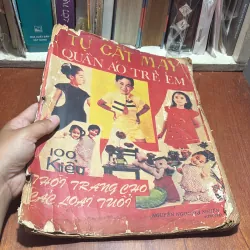 TỰ CẮT MAY
QUẦN ÁO TRẺ EM
100
Kiểu
THỜI TRANG CHO
CÁC LOẠI TUỔI